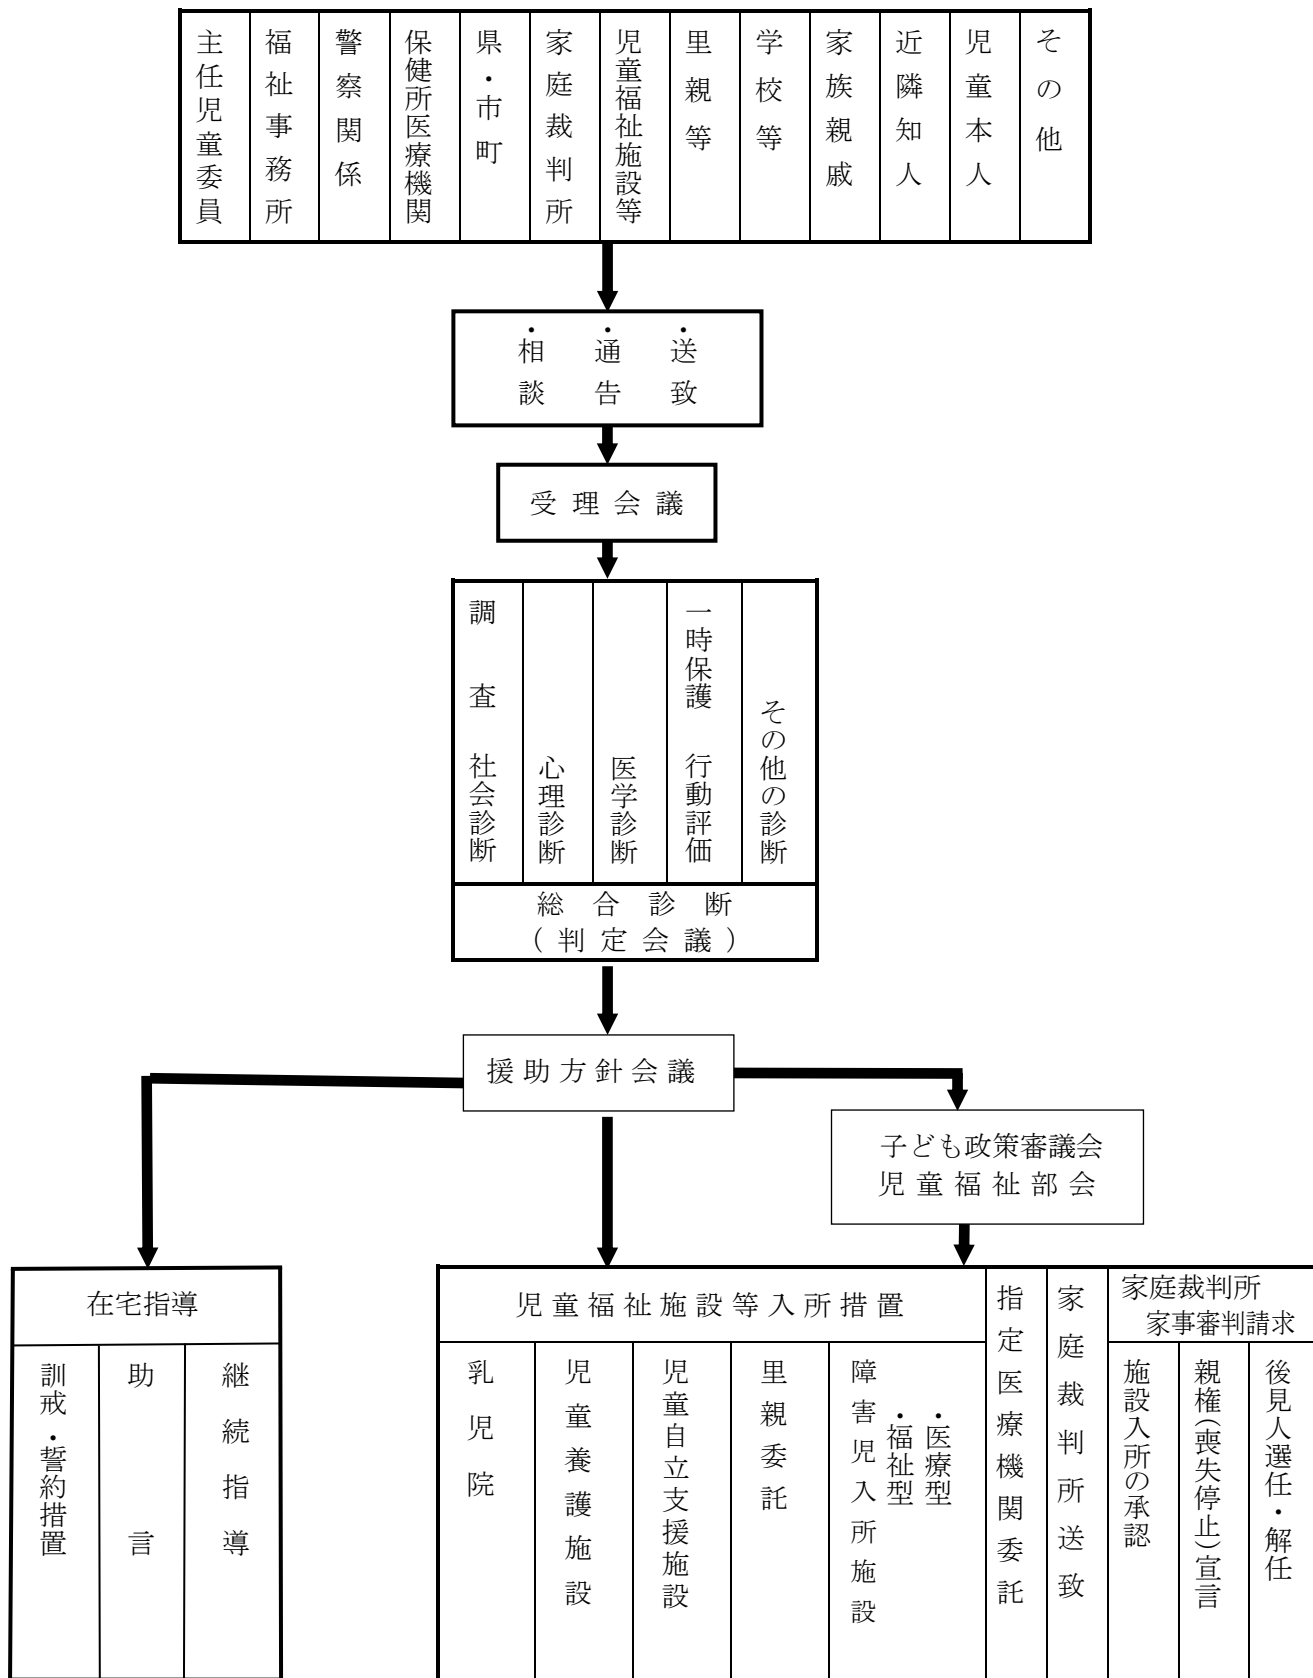 主任児童委員
福祉事務所
警察関係
保健所医療機関
県・市町
家庭裁判所
児童福祉施設等
里親等
学校等
家族親戚
近隣知人
児童本人
その他
・相談
・通告
・送致
受理会議
調査 社会診断
心理診断
医学診断
一時保護 行動評価
その他の診断
総合診断
(判定会議)
援助方針会議
子ども政策審議会
児童福祉部会
在宅指導
訓戒・誓約措置
助言
継続指導
児童福祉施設等入所措置
乳児院
児童養護施設
児童自立支援施設
里親委託
障害児入所施設
・福祉型
・医療型
指定医療機関委託
家庭裁判所送致
家庭裁判所
家事審判請求
施設入所の承認
親権(喪失停止)宣言
後見人選任・解任